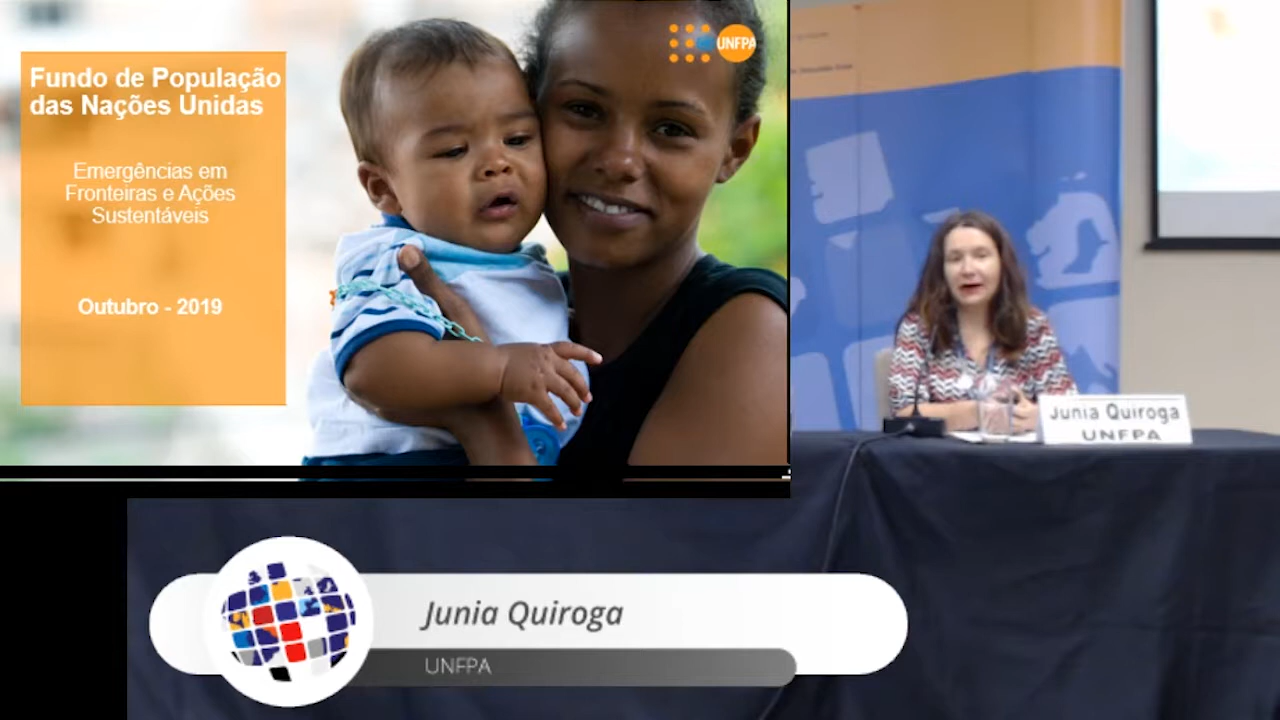 Fundo de População
das Nações Unidas
Emergências em
Fronteiras e Ações
Sustentáveis
Outubro - 2019
UNFPA
Junia Quiroga
UNFPA
Junia Quiroga
UNFPA